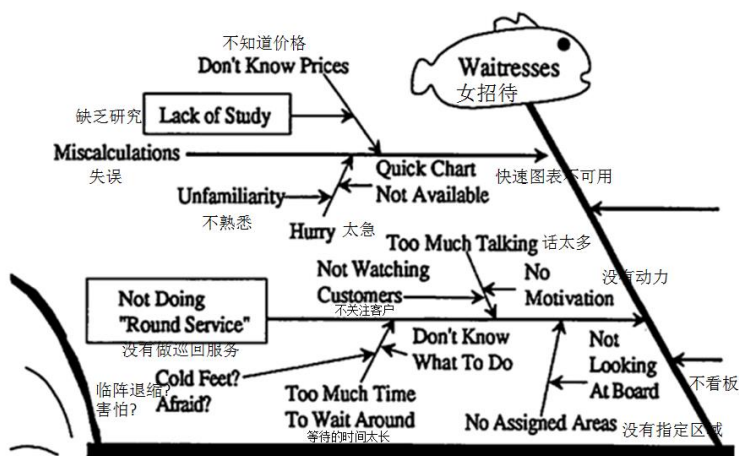 不知道价格
Don't Know Prices
Waitresses
女招待
缺乏研究
Lack of Study
Miscalculations
失误
Quick Chart
Not Available
快速图表不可用
Unfamiliarity
不熟悉
Hurry
太急
Too Much Talking
话太多
Not Watching
Customers
不关注客户
No
Motivation
没有动力
Not Doing
"Round Service"
没有做巡回服务
Don't Know
What To Do
Not
Looking
At Board
不看板
临阵退缩?
害怕?
Cold Feet?
Afraid?
Too Much Time
To Wait Around
等待的时间太长
No Assigned Areas
没有指定区域